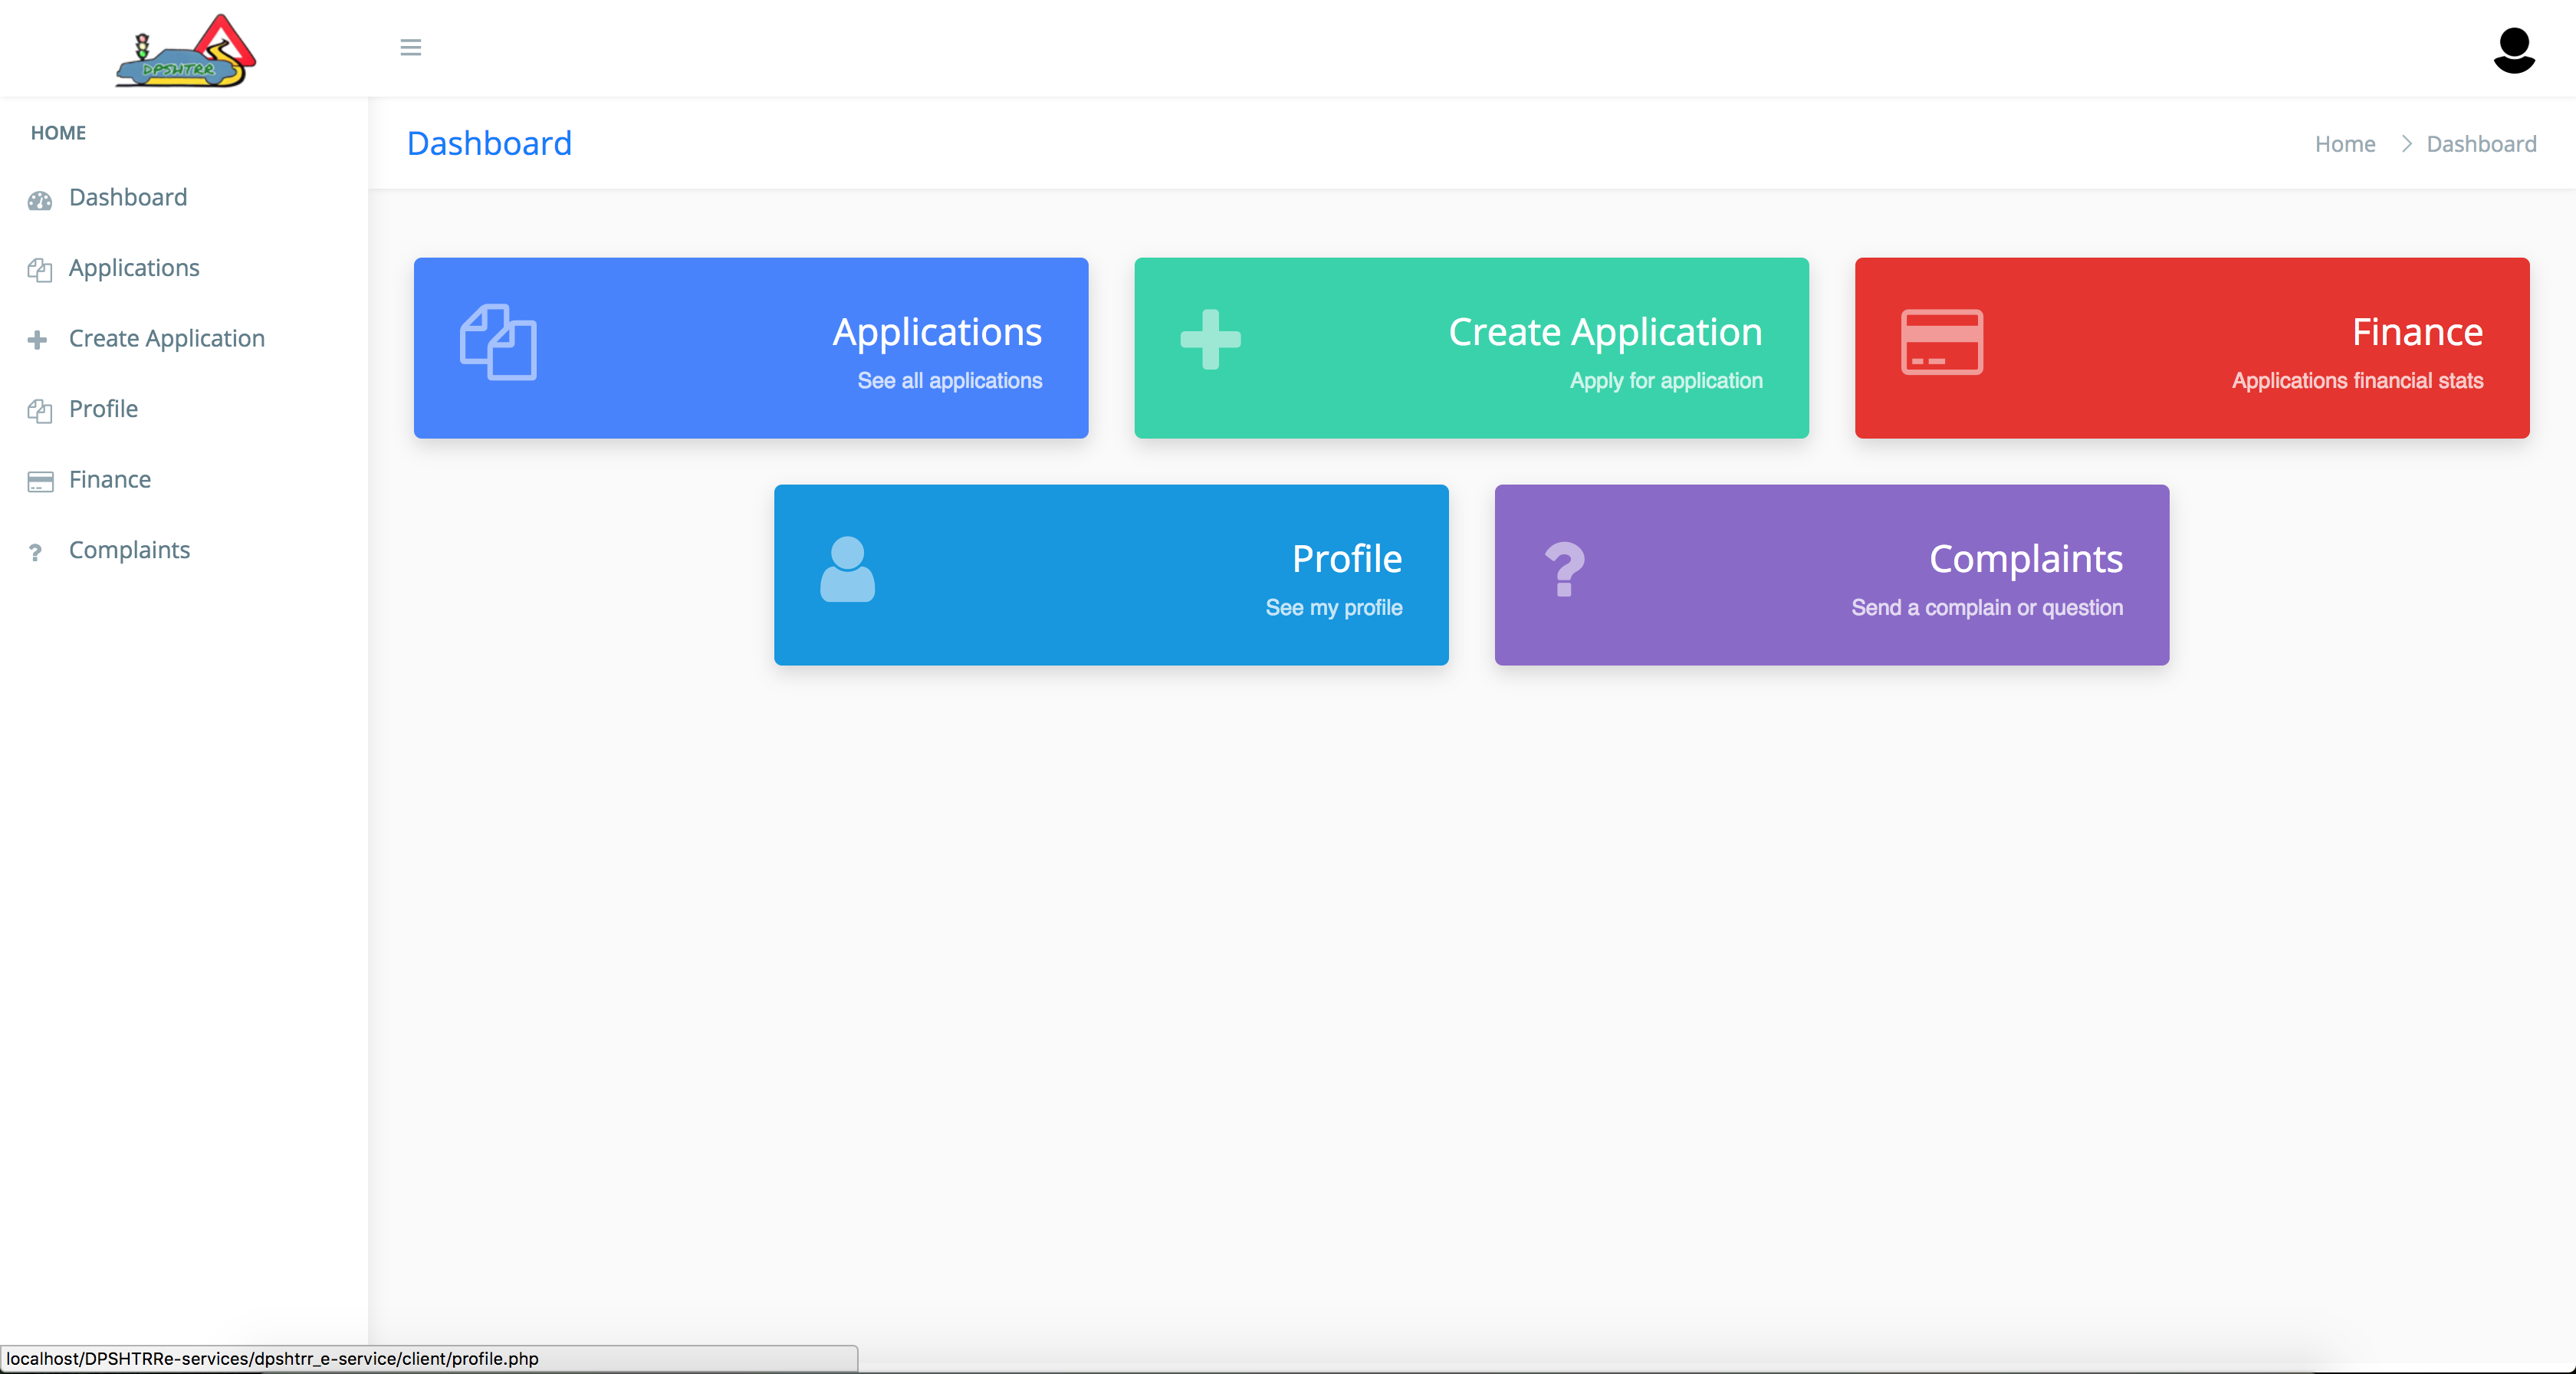 DPSHTRR
HOME
Dashboard
Applications
Create Application
Profile
Finance
Complaints
Dashboard
Home > Dashboard
Applications
See all applications
Create Application
Apply for application
Finance
Applications financial stats
Profile
See my profile
Complaints
Send a complain or question
localhost/DPSHTRRe-services/dpshtrr_e-service/client/profile.php